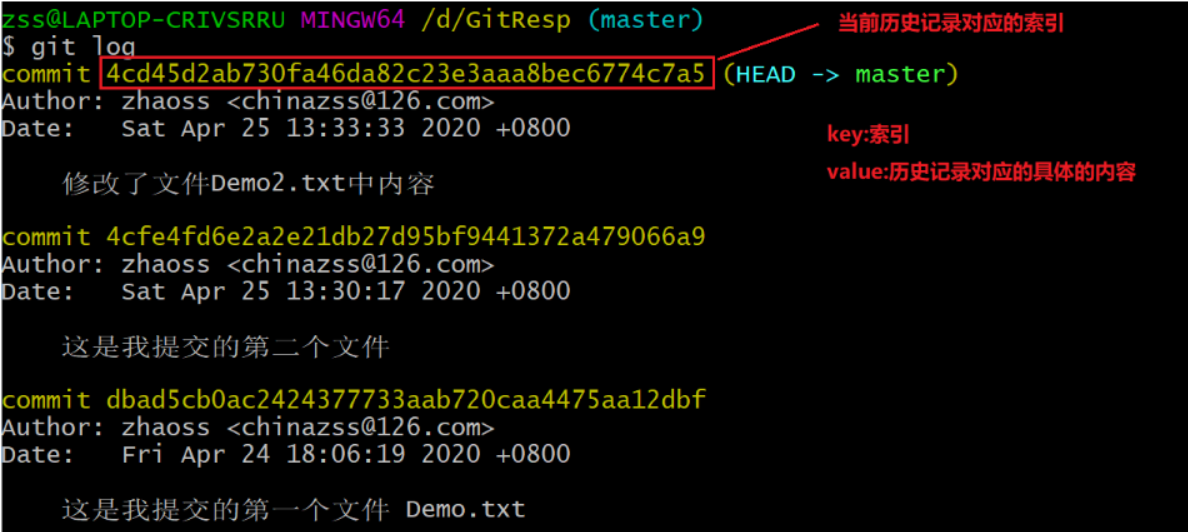 zss@LAPTOP-CRIVSRRU MINGW64 /d/GitResp (master)
当前历史记录对应的索引
$ git log
commit 4cd45d2ab730fa46da82c23e3aaa8bec6774c7a5 (HEAD -> master)
Author: zhaoss <chinazss@126.com>
Date:   Sat Apr 25 13:33:33 2020 +0800
key:索引
value:历史记录对应的具体的内容
修改了文件Demo2.txt中内容
commit 4cfe4fd6e2a2e21db27d95bf9441372a479066a9
Author: zhaoss <chinazss@126.com>
Date:   Sat Apr 25 13:30:17 2020 +0800
这是我提交的第二个文件
commit dbad5cb0ac2424377733aab720caa4475aa12dbf
Author: zhaoss <chinazss@126.com>
Date:   Fri Apr 24 18:06:19 2020 +0800
这是我提交的第一个文件 Demo.txt